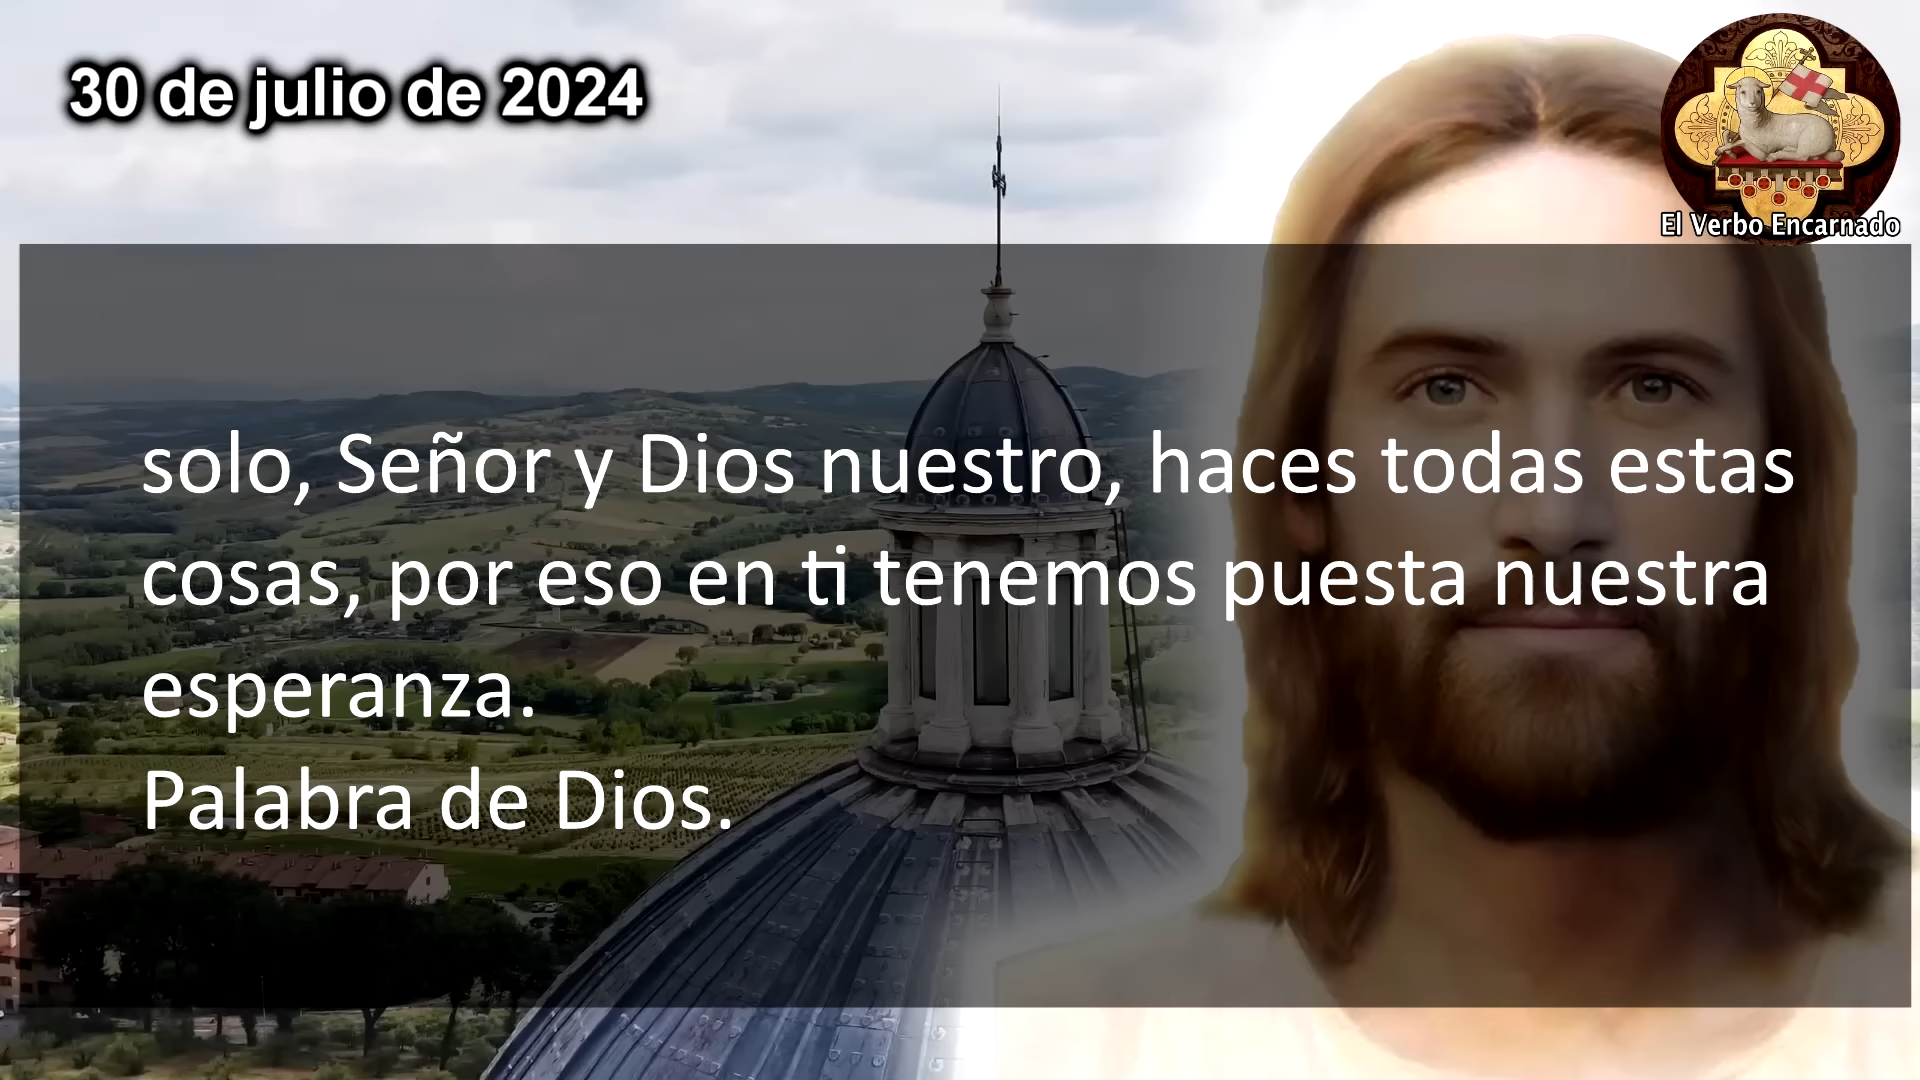 30 de julio de 2024
El Verbo Encarnado
solo, Señor y Dios nuestro, haces todas estas
cosas, por eso en ti tenemos puesta nuestra
esperanza.
Palabra de Dios.